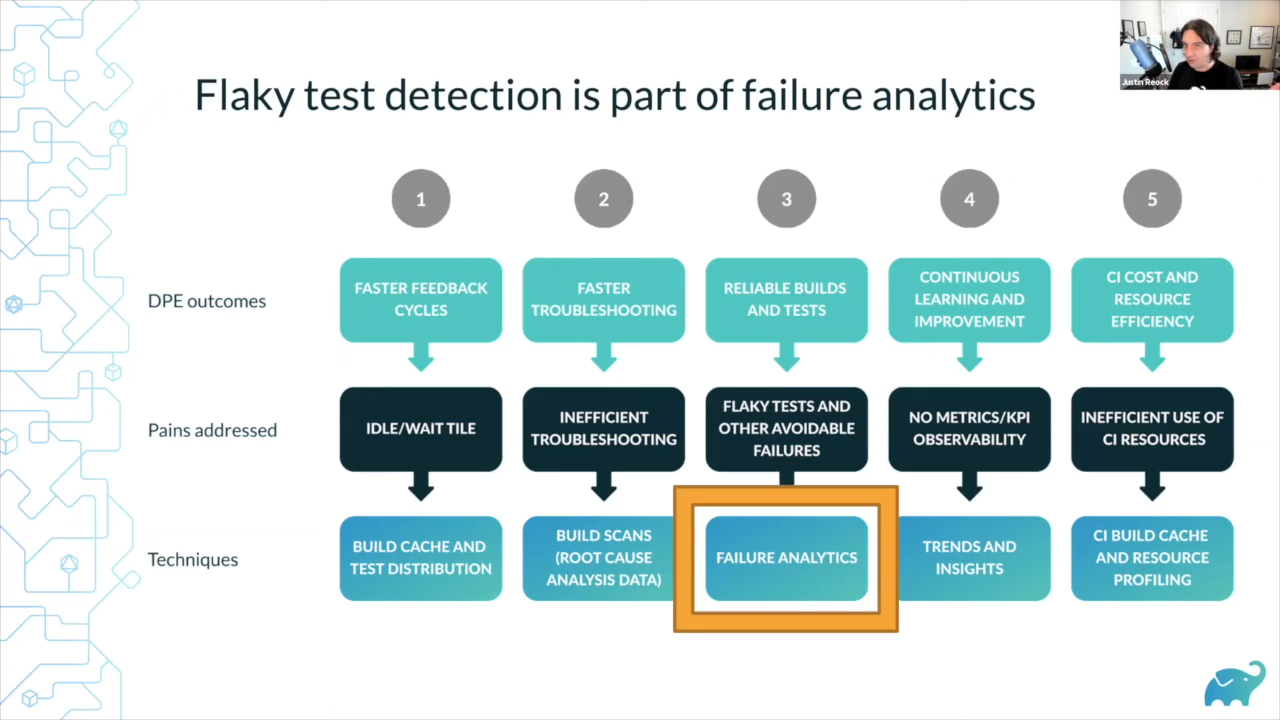 Justin Reock
Flaky test detection is part of failure analytics
1
2
3
4
5
DPE outcomes
FASTER FEEDBACK
CYCLES
FASTER
TROUBLESHOOTING
RELIABLE BUILDS
AND TESTS
CONTINUOUS
LEARNING AND
IMPROVEMENT
CI COST AND
RESOURCE
EFFICIENCY
Pains addressed
IDLE/WAIT TILE
INEFFICIENT
TROUBLESHOOTING
FLAKY TESTS AND
OTHER AVOIDABLE
FAILURES
NO METRICS/KPI
OBSERVABILITY
INEFFICIENT USE OF
CI RESOURCES
Techniques
BUILD CACHE AND
TEST DISTRIBUTION
BUILD SCANS
(ROOT CAUSE
ANALYSIS DATA)
FAILURE ANALYTICS
TRENDS AND
INSIGHTS
CI BUILD CACHE
AND RESOURCE
PROFILING